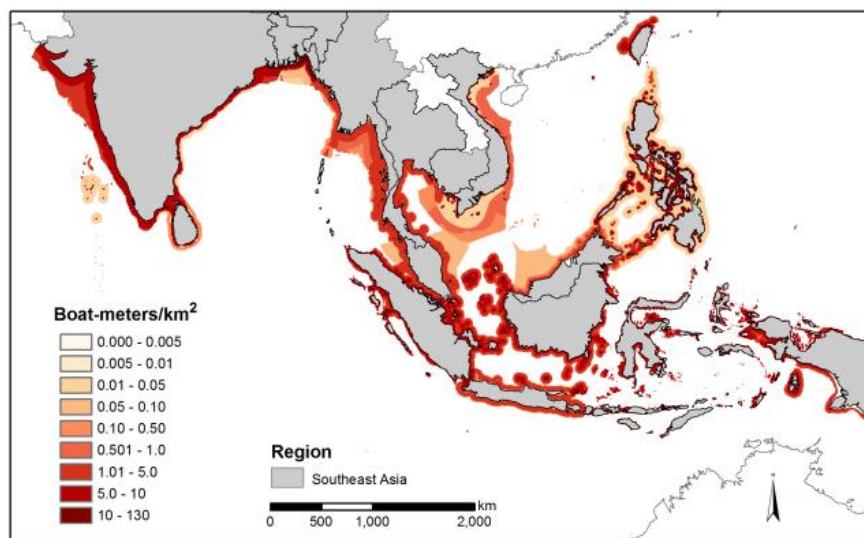 Boat-meters/km²
0.000 - 0.005
0.005 - 0.01
0.01 - 0.05
0.05 - 0.10
0.10 - 0.50
0.501 - 1.0
1.01 - 5.0
5.0 - 10
10 - 130
Region
Southeast Asia
km
0 500 1,000 2,000